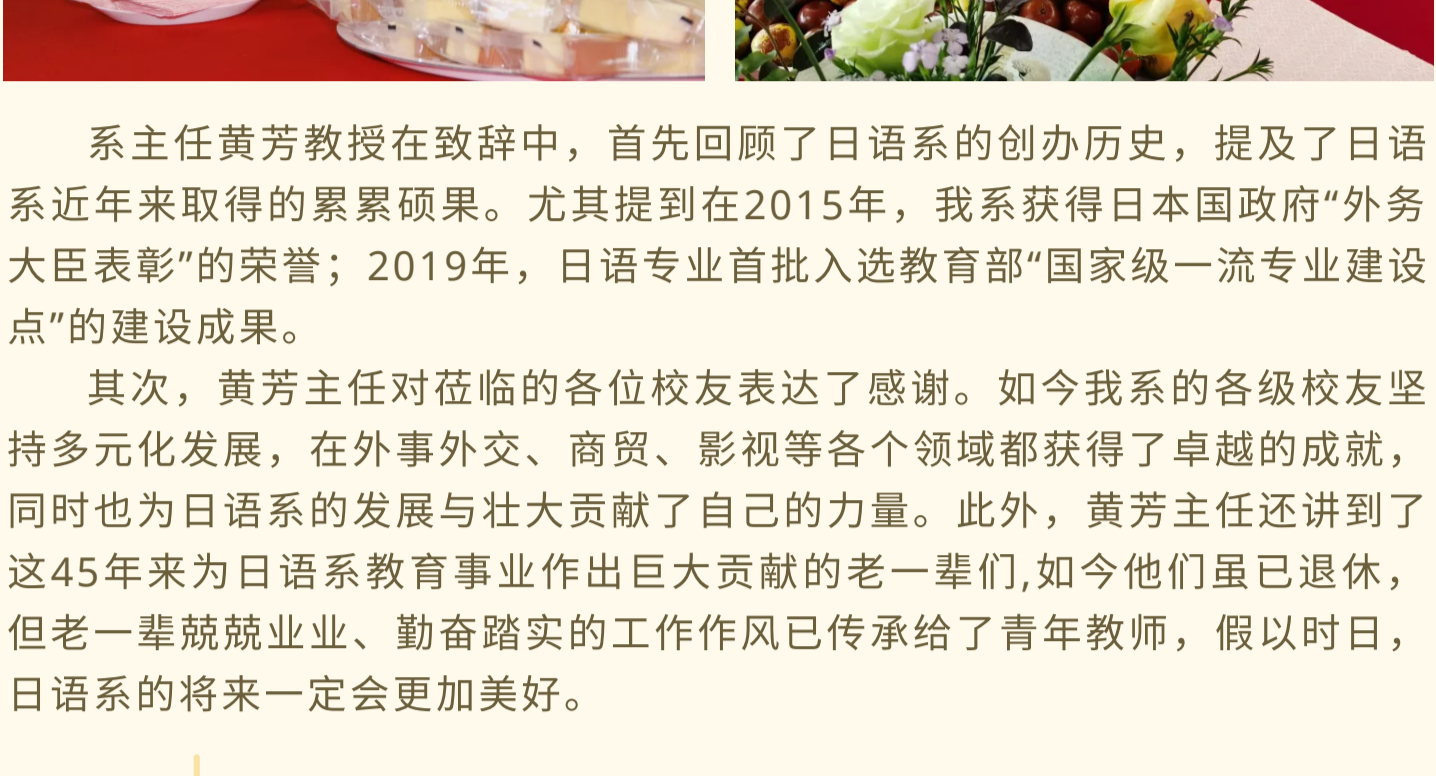 系主任黄芳教授在致辞中，首先回顾了日语系的创办历史，提及了日语
系近年来取得的累累硕果。尤其提到在2015年，我系获得日本国政府“外务
大臣表彰”的荣誉；2019年，日语专业首批入选教育部“国家级一流专业建设
点”的建设成果。
其次，黄芳主任对莅临的各位校友表达了感谢。如今我系的各级校友坚
持多元化发展，在外事外交、商贸、影视等各个领域都获得了卓越的成就，
同时也为日语系的发展与壮大贡献了自己的力量。此外，黄芳主任还讲到了
这45年来为日语系教育事业作出巨大贡献的老一辈们,如今他们虽已退休，
但老一辈兢兢业业、勤奋踏实的工作作风已传承给了青年教师，假以时日，
日语系的将来一定会更加美好。